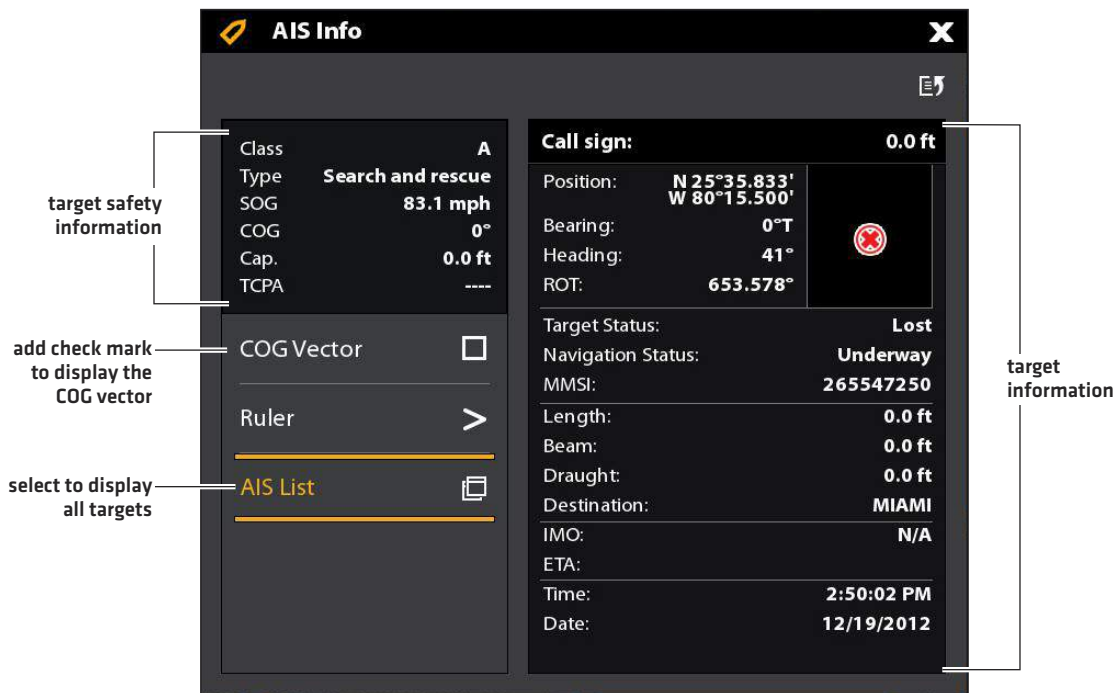 AIS Info
X
target safety
information
Class A
Type Search and rescue
SOG 83.1 mph
COG 0°
Cap. 0.0 ft
TCPA ----
add check mark
to display the
COG vector
COG Vector
Ruler >
select to display
all targets
AIS List
Call sign: 0.0 ft
Position: N 25°35.833'
W 80°15.500'
Bearing: 0°T
Heading: 41°
ROT: 653.578°
Target Status: Lost
Navigation Status: Underway
MMSI: 265547250
Length: 0.0 ft
Beam: 0.0 ft
Draught: 0.0 ft
Destination: MIAMI
IMO: N/A
ETA:
Time: 2:50:02 PM
Date: 12/19/2012
target
information